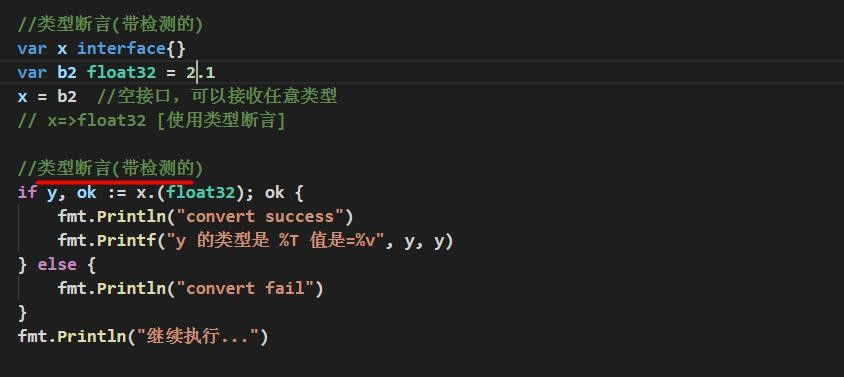 //类型断言(带检测的)
var x interface{}
var b2 float32 = 2.1
x = b2  //空接口，可以接收任意类型
// x=>float32 [使用类型断言]
//类型断言(带检测的)
if y, ok := x.(float32); ok {
    fmt.Println("convert success")
    fmt.Printf("y 的类型是 %T 值是=%v", y, y)
} else {
    fmt.Println("convert fail")
}
fmt.Println("继续执行...")